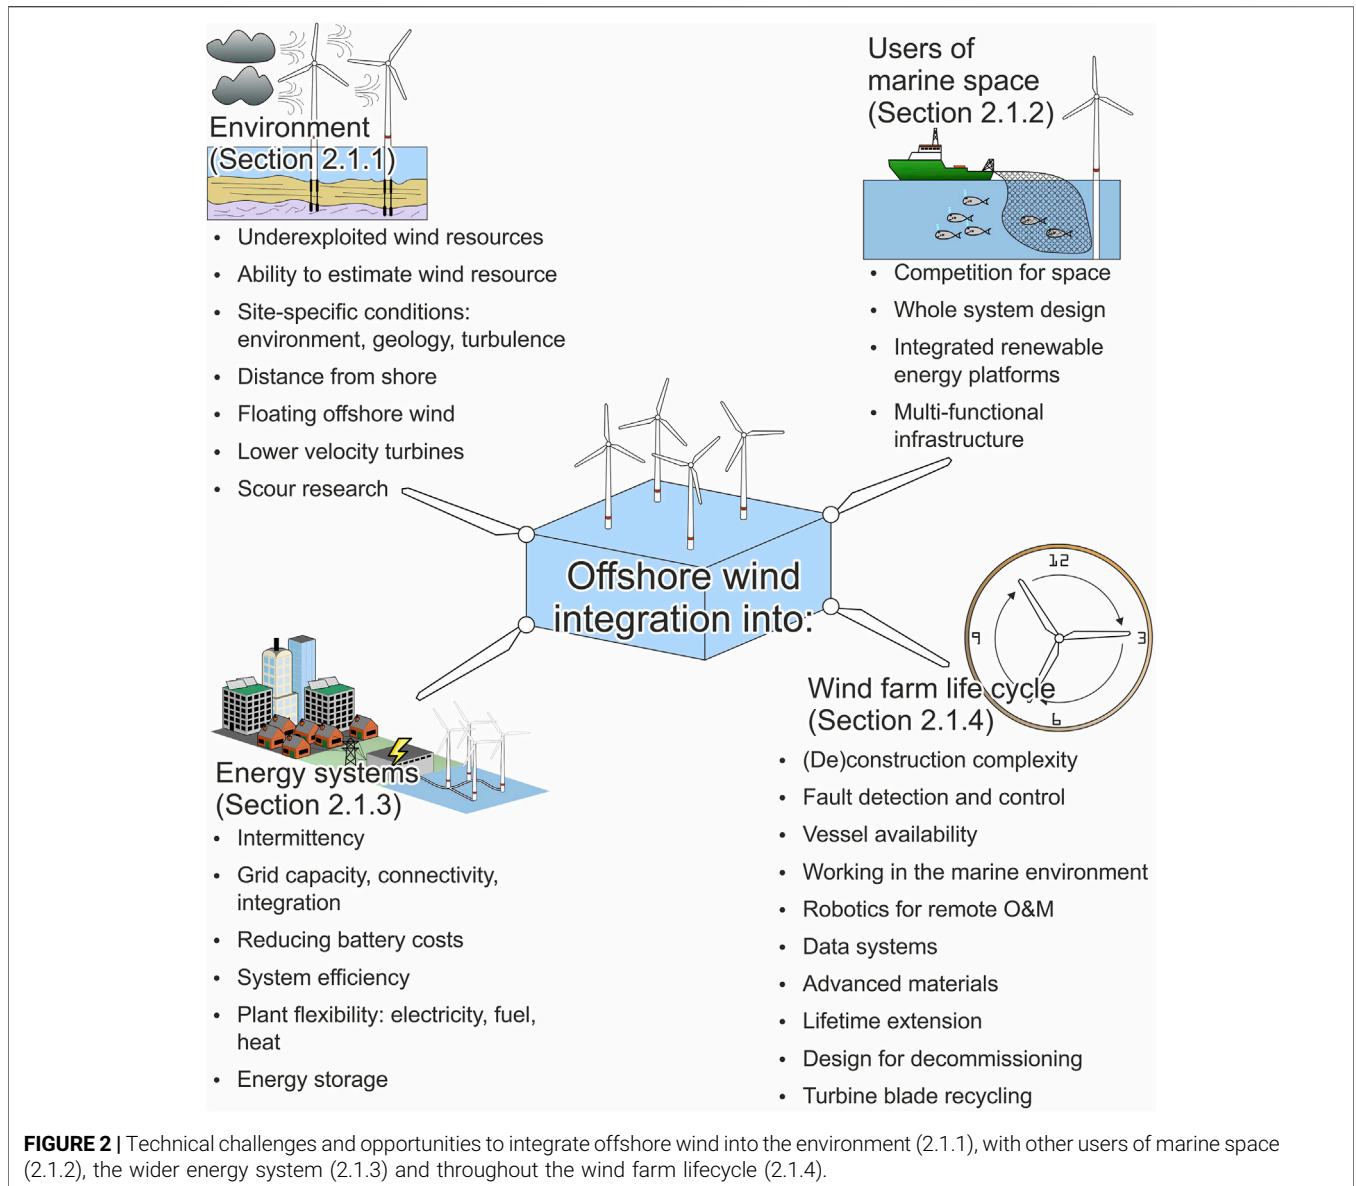 Environment
(Section 2.1.1)
• Underexploited wind resources
• Ability to estimate wind resource
• Site-specific conditions:
environment, geology, turbulence
• Distance from shore
• Floating offshore wind
• Lower velocity turbines
• Scour research
Users of
marine space
(Section 2.1.2)
• Competition for space
• Whole system design
• Integrated renewable
energy platforms
• Multi-functional
infrastructure
Offshore wind
integration into:
Energy systems
(Section 2.1.3)
• Intermittency
• Grid capacity, connectivity,
integration
• Reducing battery costs
• System efficiency
• Plant flexibility: electricity, fuel,
heat
• Energy storage
12
9
3
6
Wind farm life cycle
(Section 2.1.4)
• (De)construction complexity
• Fault detection and control
• Vessel availability
• Working in the marine environment
• Robotics for remote O&M
• Data systems
• Advanced materials
• Lifetime extension
• Design for decommissioning
• Turbine blade recycling
FIGURE 2 | Technical challenges and opportunities to integrate offshore wind into the environment (2.1.1), with other users of marine space
(2.1.2), the wider energy system (2.1.3) and throughout the wind farm lifecycle (2.1.4).